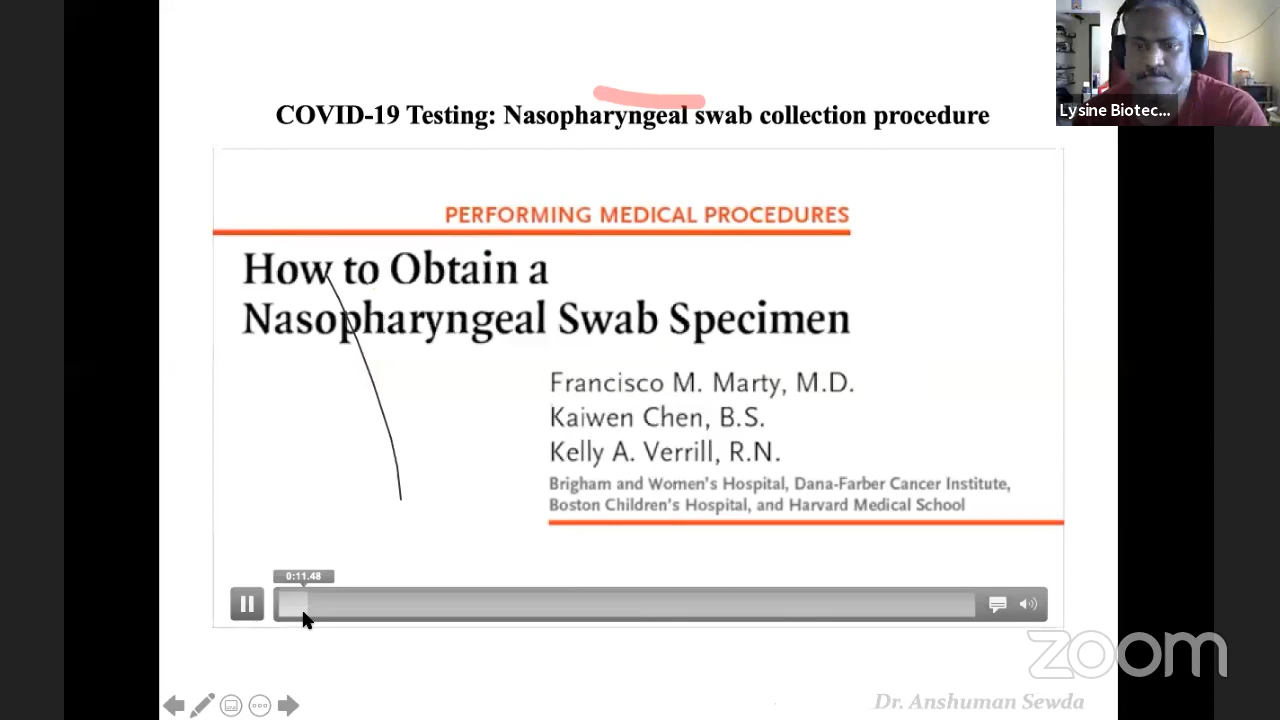 COVID-19 Testing: Nasopharyngeal swab collection procedure
Lysine Biotec...
PERFORMING MEDICAL PROCEDURES
How to Obtain a
Nasopharyngeal Swab Specimen
Francisco M. Marty, M.D.
Kaiwen Chen, B.S.
Kelly A. Verrill, R.N.
Brigham and Women's Hospital, Dana-Farber Cancer Institute,
Boston Children's Hospital, and Harvard Medical School
0:11.48
zoom
Dr. Anshuman Sewda